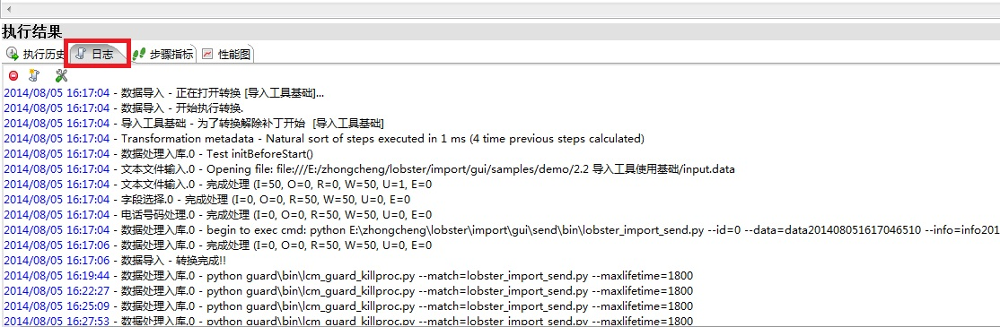 执行结果
执行历史 日志 步骤指标 性能图
2014/08/05 16:17:04 - 数据导入 - 正在打开转换 [导入工具基础]...
2014/08/05 16:17:04 - 数据导入 - 开始执行转换.
2014/08/05 16:17:04 - 导入工具基础 - 为了转换解除补丁开始  [导入工具基础]
2014/08/05 16:17:04 - Transformation metadata - Natural sort of steps executed in 1 ms (4 time previous steps calculated)
2014/08/05 16:17:04 - 数据处理入库.0 - Test initBeforeStart()
2014/08/05 16:17:04 - 文本文件输入.0 - Opening file: file:///E:/zhongcheng/lobster/import/gui/samples/demo/2.2 导入工具使用基础/input.data
2014/08/05 16:17:04 - 文本文件输入.0 - 完成处理 (I=50, O=0, R=0, W=50, U=1, E=0
2014/08/05 16:17:04 - 字段选择.0 - 完成处理 (I=0, O=0, R=50, W=50, U=0, E=0
2014/08/05 16:17:04 - 电话号码处理.0 - 完成处理 (I=0, O=0, R=50, W=50, U=0, E=0
2014/08/05 16:17:04 - 数据处理入库.0 - begin to exec cmd: python E:\zhongcheng\lobster\import\gui\send\bin\lobster_import_send.py --id=0 --data=data201408051617046510 --info=info201
2014/08/05 16:17:06 - 数据处理入库.0 - 完成处理 (I=0, O=0, R=50, W=50, U=0, E=0
2014/08/05 16:17:06 - 数据导入 - 转换完成!!
2014/08/05 16:19:44 - 数据处理入库.0 - python guard\bin\lcm_guard_killproc.py --match=lobster_import_send.py --maxlifetime=1800
2014/08/05 16:22:27 - 数据处理入库.0 - python guard\bin\lcm_guard_killproc.py --match=lobster_import_send.py --maxlifetime=1800
2014/08/05 16:25:09 - 数据处理入库.0 - python guard\bin\lcm_guard_killproc.py --match=lobster_import_send.py --maxlifetime=1800
2014/08/05 16:27:53 - 数据处理入库.0 - python guard\bin\lcm_guard_killproc.py --match=lobster_import_send.py --maxlifetime=1800